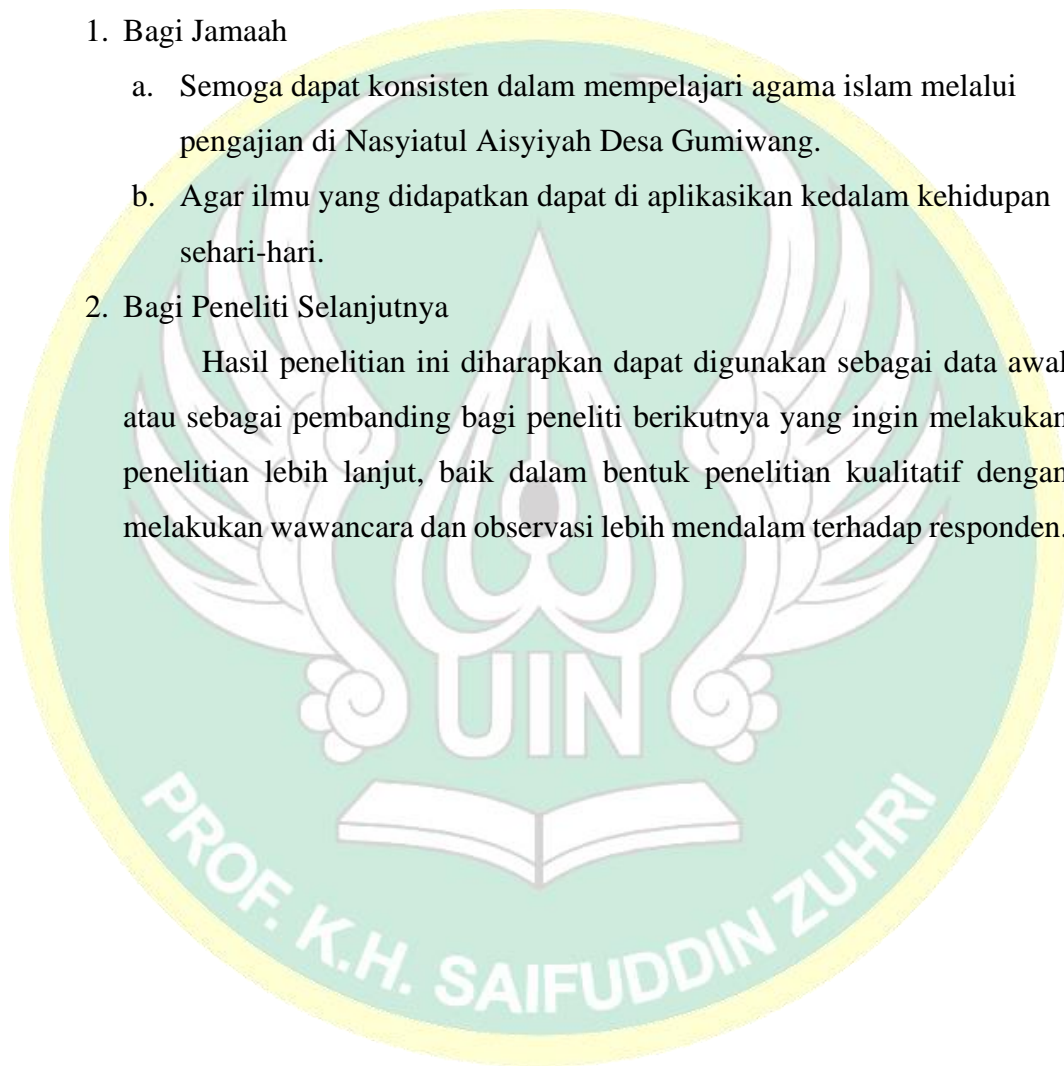 1. Bagi Jamaah
a. Semoga dapat konsisten dalam mempelajari agama islam melalui
pengajian di Nasyiatul Aisyiyah Desa Gumiwang.
b. Agar ilmu yang didapatkan dapat di aplikasikan kedalam kehidupan
sehari-hari.
2. Bagi Peneliti Selanjutnya
Hasil penelitian ini diharapkan dapat digunakan sebagai data awal
atau sebagai pembanding bagi peneliti berikutnya yang ingin melakukan
penelitian lebih lanjut, baik dalam bentuk penelitian kualitatif dengan
melakukan wawancara dan observasi lebih mendalam terhadap responden.
UIN
PROF. K.H. SAIFUDDIN ZUHRI